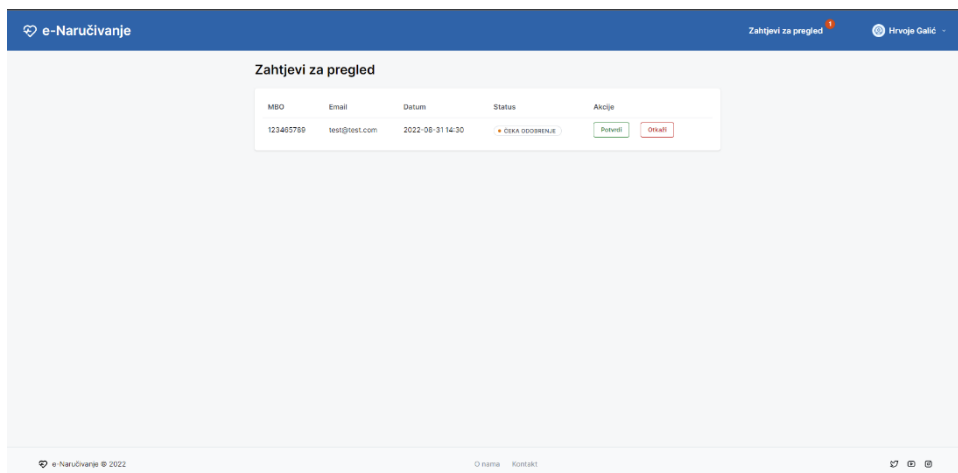 e-Naručivanje
Zahtjevi za pregled 1 Hrvoje Galić
Zahtjevi za pregled
MBO Email Datum Status Akcije
123465789 test@test.com 2022-08-31 14:30 ČEKA ODOBRENJE Potvrdi Otkaži
e-Naručivanje © 2022 O nama Kontakt